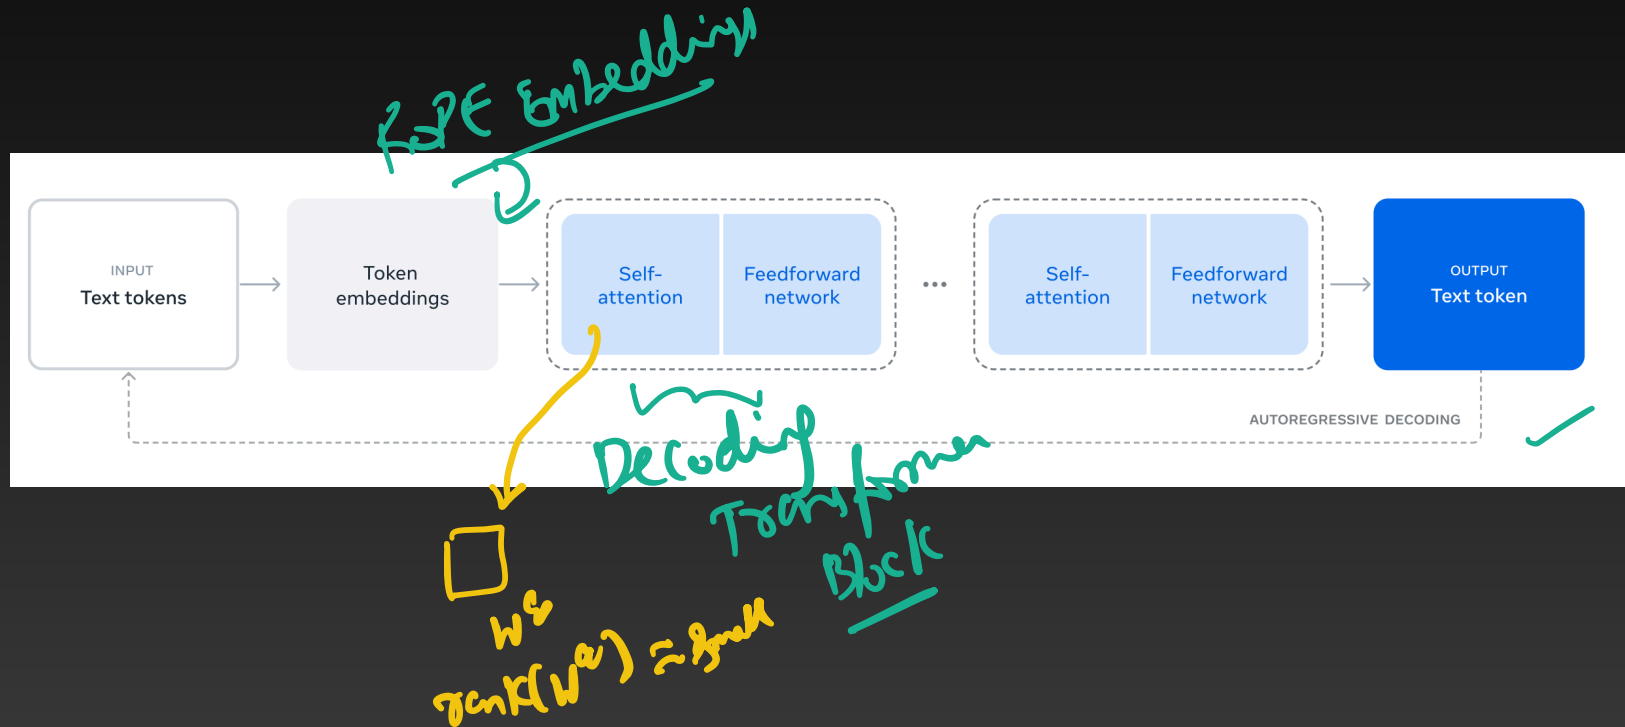 RoPE Embeddings
INPUT
Text tokens
Token
embeddings
Self-
attention
Feedforward
network
...
Self-
attention
Feedforward
network
OUTPUT
Text token
AUTOREGRESSIVE DECODING
Decoding
Transformer
Block
W^Q
rank(W^Q) = small